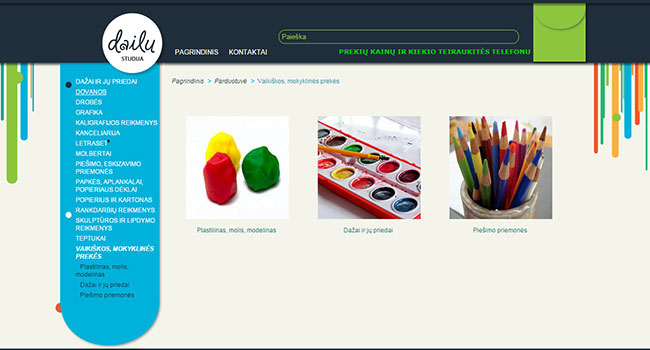 dailu
STUDIJA
PAGRINDINIS KONTAKTAI
Paieška
PREKIŲ KAINŲ IR KIEKIO TEIRAUKITĖS TELEFONU
DAŽAI IR JŲ PRIEDAI
DOVANOS
DROBĖS
GRAFIKA
KALIGRAFIJOS REIKMENYS
KANCELIARIJA
LETRASET
MOLBERTAI
PIEŠIMO, ESKIZAVIMO
PRIEMONĖS
PAPKĖS, APLANKALAI,
POPIERIAUS DĖKLAI
POPIERIUS IR KARTONAS
RANKDARBIŲ REIKMENYS
SKULPTŪROS IR LIPDYMO
REIKMENYS
TEPTUKAI
VAIKIŠKOS, MOKYKLINĖS
PREKĖS
Plastilinas, molis,
modelinas
Dažai ir jų priedai
Piešimo priemonės
Pagrindinis > Parduotuvė > Vaikiškos, mokyklinės prekės
Plastilinas, molis, modelinas
Dažai ir jų priedai
Piešimo priemonės